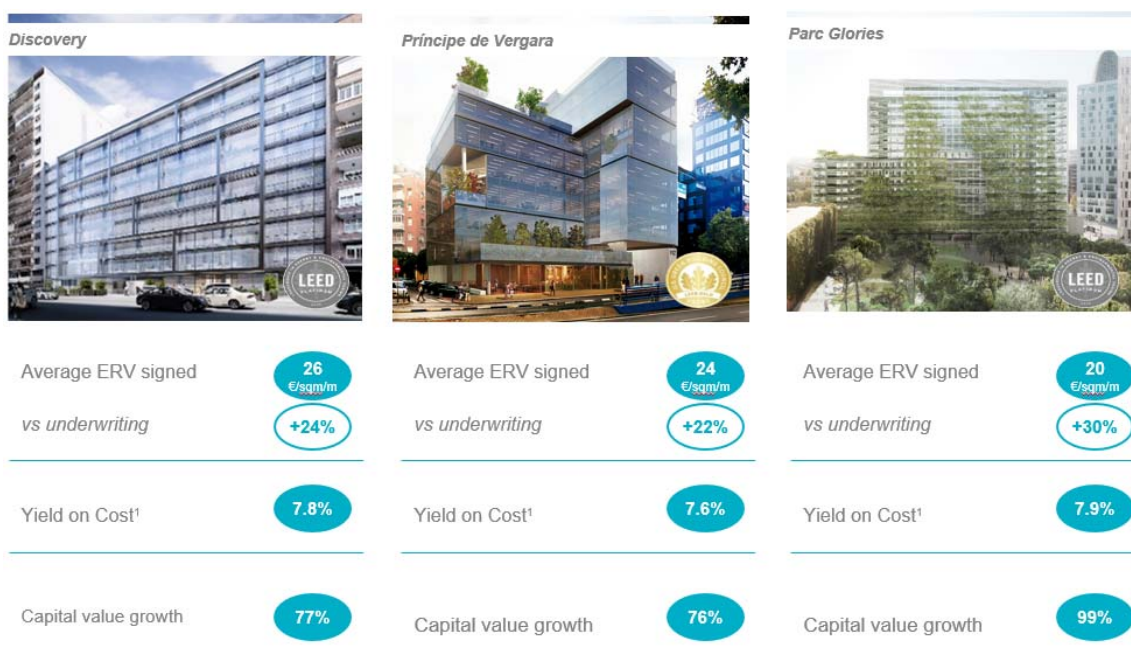 Discovery
LEED
PLATINUM
Average ERV signed
26
€/sqm/m
vs underwriting
+24%
Yield on Cost¹
7.8%
Capital value growth
77%
Príncipe de Vergara
Average ERV signed
24
€/sqm/m
vs underwriting
+22%
Yield on Cost¹
7.6%
Capital value growth
76%
Parc Glories
LEED
PLATINUM
Average ERV signed
20
€/sqm/m
vs underwriting
+30%
Yield on Cost¹
7.9%
Capital value growth
99%